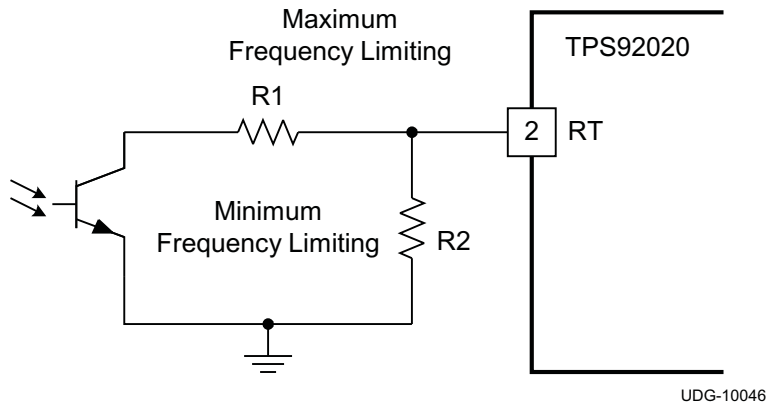 Maximum
Frequency Limiting
TPS92020
R1
2 RT
Minimum
Frequency Limiting
R2
UDG-10046